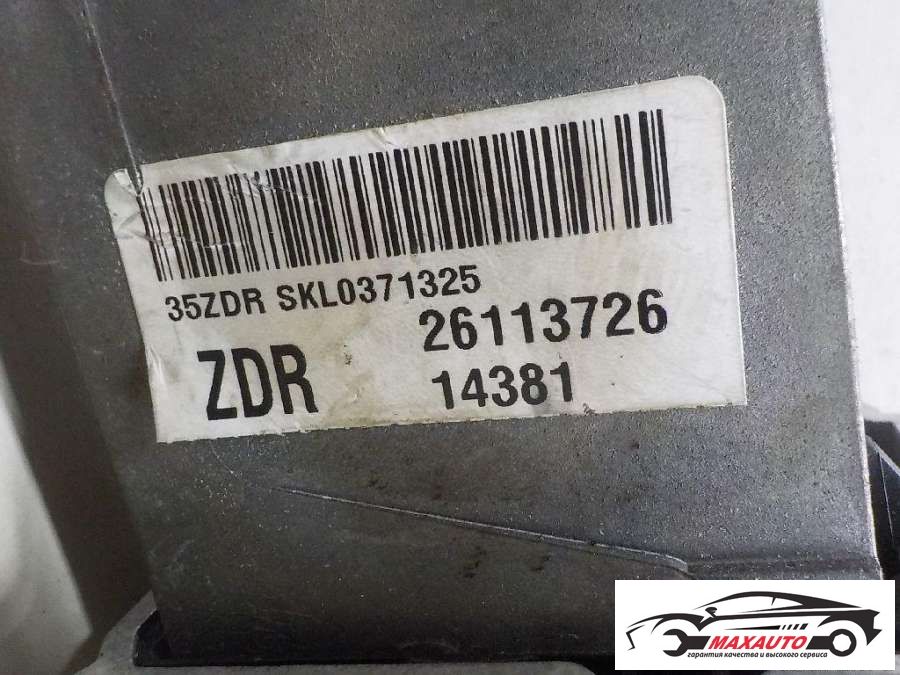 35ZDR SKL0371325
26113726
ZDR 14381
MAXAUTO
гарантия качества и высокого сервиса